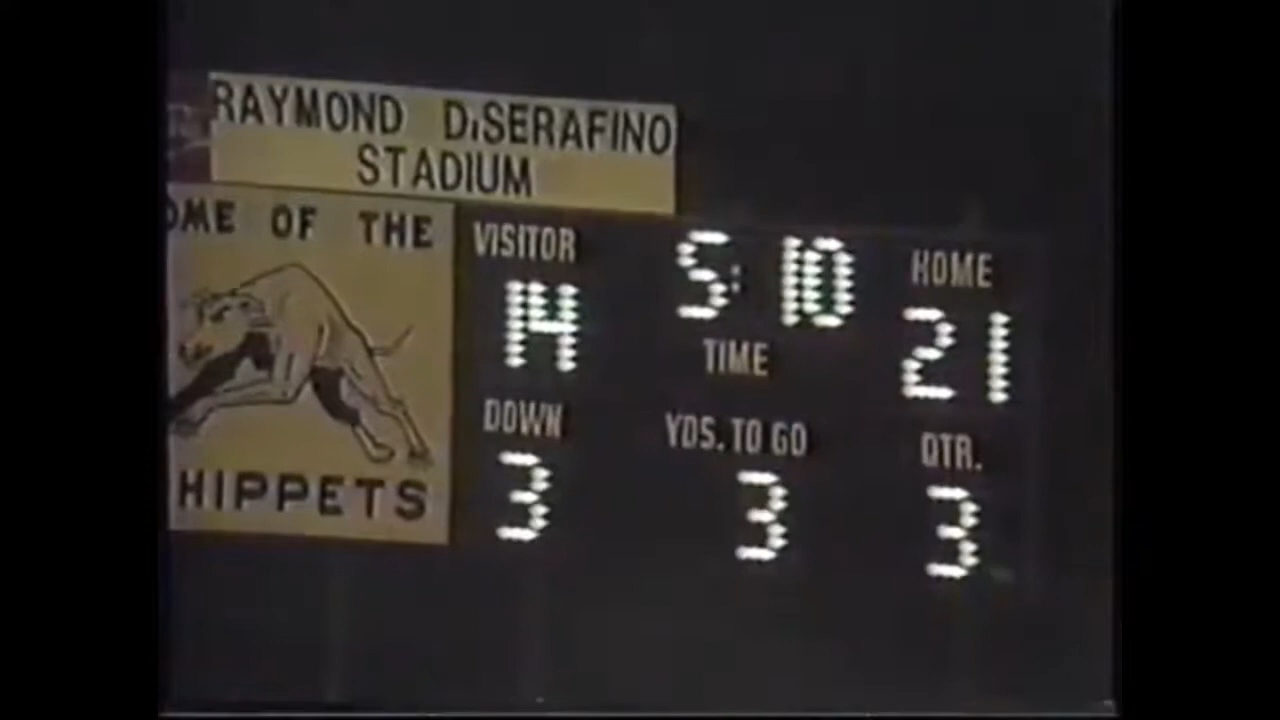 RAYMOND DiSERAFINO
STADIUM
OME OF THE
HIPPETS
VISITOR
14
5:10
TIME
HOME
21
DOWN
3
YDS. TO GO
3
QTR.
3